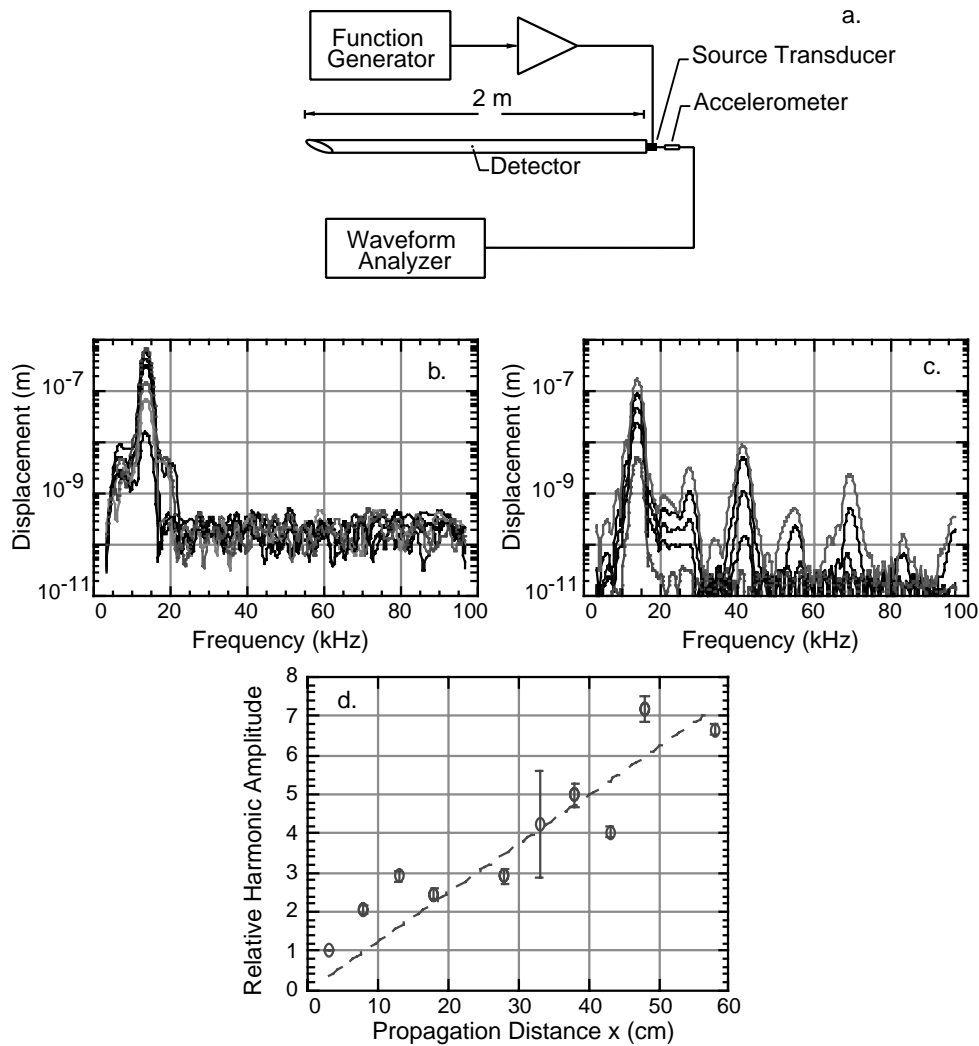 a.
Function
Generator
Source Transducer
Accelerometer
2 m
Detector
Waveform
Analyzer
b.
Displacement (m)
10-7
10-9
10-11
0 20 40 60 80 100
Frequency (kHz)
c.
Displacement (m)
10-7
10-9
10-11
0 20 40 60 80 100
Frequency (kHz)
d.
Relative Harmonic Amplitude
8
7
6
5
4
3
2
1
0
0 10 20 30 40 50 60
Propagation Distance x (cm)